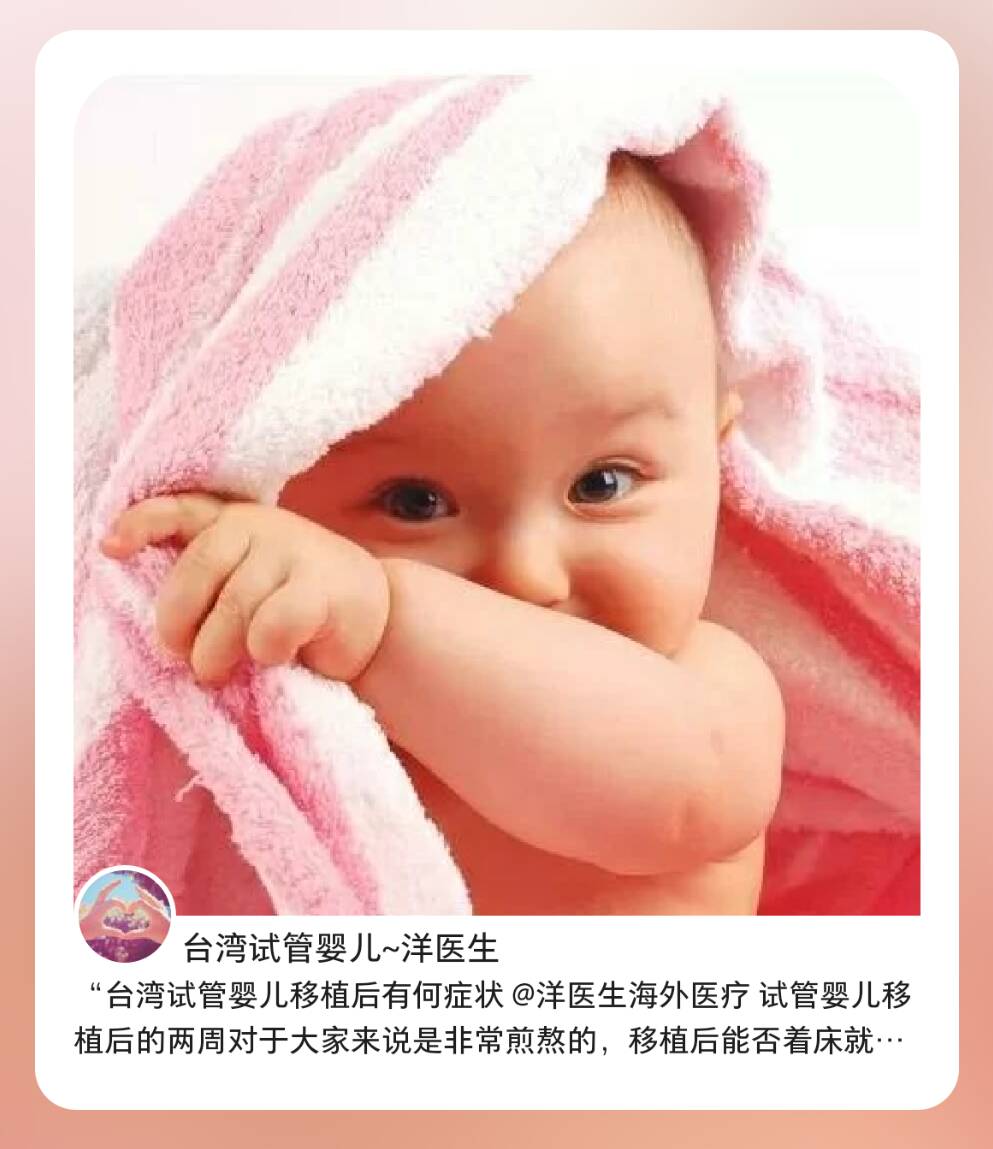 台湾试管婴儿~洋医生
“台湾试管婴儿移植后有何症状 @洋医生海外医疗 试管婴儿移
植后的两周对于大家来说是非常煎熬的，移植后能否着床就…